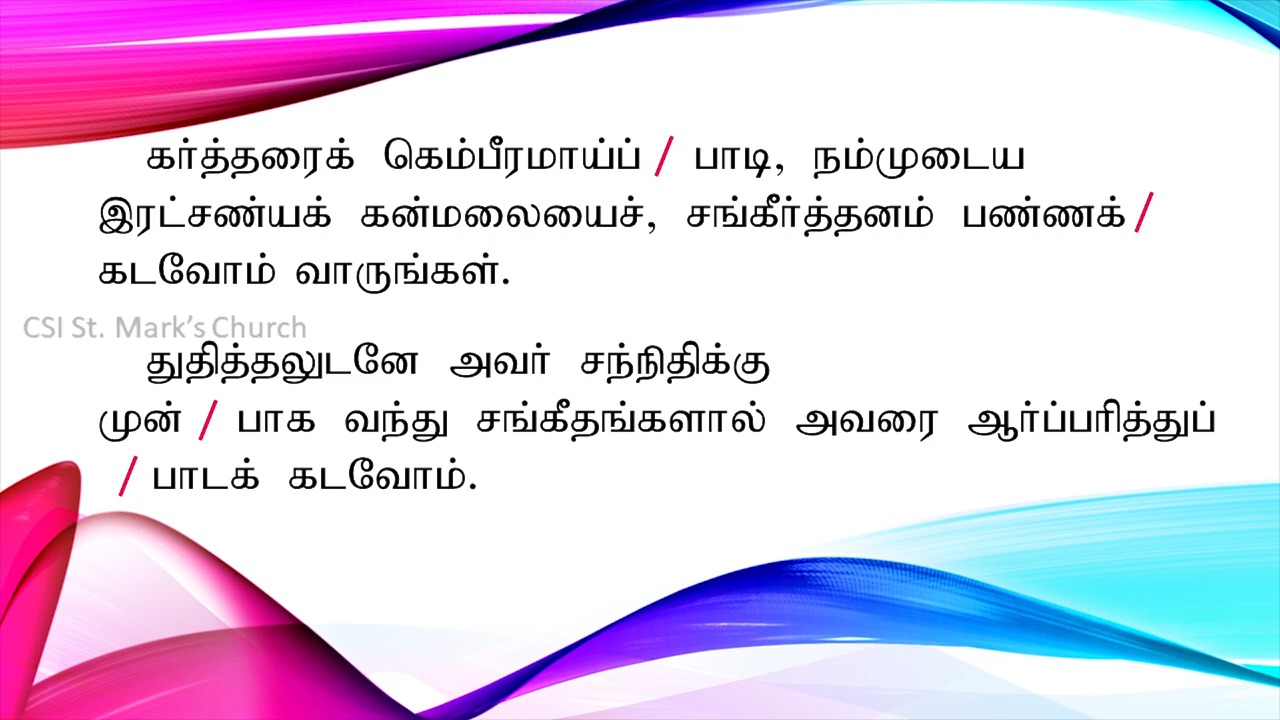 கர்த்தரைக் கெம்பீரமாய்ப் / பாடி, நம்முடைய
இரட்சண்யக் கன்மலையைச், சங்கீர்த்தனம் பண்ணக் /
கடவோம் வாருங்கள்.
CSI St. Mark's Church
துதித்தலுடனே அவர் சந்நிதிக்கு
முன் / பாக வந்து சங்கீதங்களால் அவரை ஆர்ப்பரித்துப்
/ பாடக் கடவோம்.